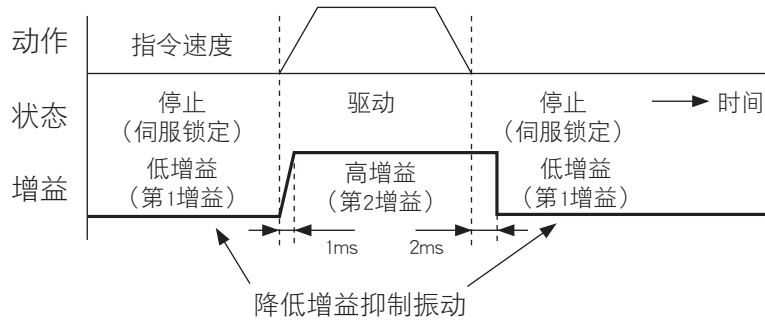 动作
指令速度
状态
停止
(伺服锁定)
驱动
停止
(伺服锁定)
时间
增益
低增益
(第1增益)
高增益
(第2增益)
低增益
(第1增益)
1ms
2ms
降低增益抑制振动